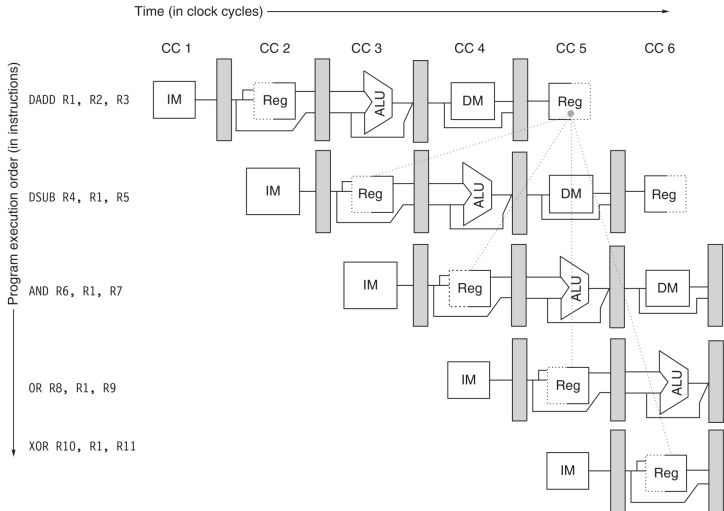 Time (in clock cycles)
CC 1 CC 2 CC 3 CC 4 CC 5 CC 6
Program execution order (in instructions)
DADD R1, R2, R3
IM Reg ALU DM Reg
DSUB R4, R1, R5
IM Reg ALU DM Reg
AND R6, R1, R7
IM Reg ALU DM
OR R8, R1, R9
IM Reg ALU
XOR R10, R1, R11
IM Reg